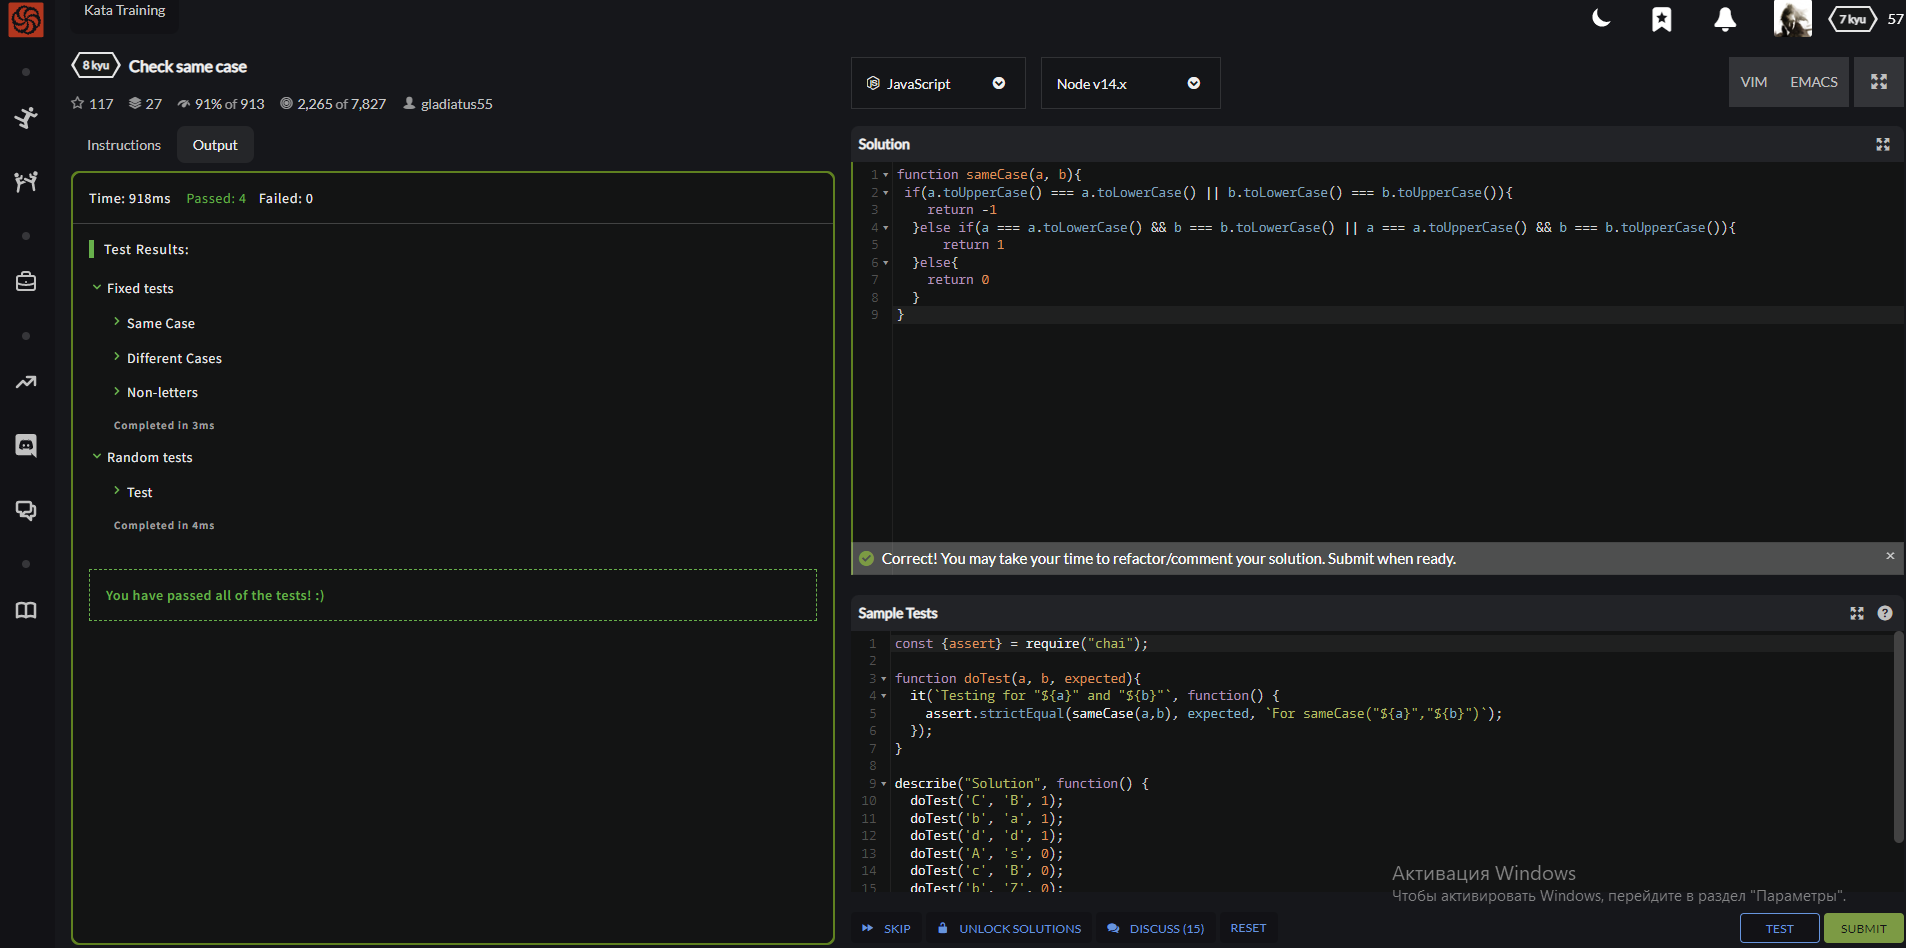 Kata Training
7 kyu
57
8 kyu
Check same case
117
27
91% of 913
2,265 of 7,827
gladiatus55
Instructions
Output
Time: 918ms
Passed: 4
Failed: 0
Test Results:
Fixed tests
Same Case
Different Cases
Non-letters
Completed in 3ms
Random tests
Test
Completed in 4ms
You have passed all of the tests! :)
JavaScript
Node v14.x
VIM
EMACS
Solution
1 function sameCase(a, b){
2 if(a.toUpperCase() === a.toLowerCase() || b.toLowerCase() === b.toUpperCase()){
3 return -1
4 }else if(a === a.toLowerCase() && b === b.toLowerCase() || a === a.toUpperCase() && b === b.toUpperCase()){
5 return 1
6 }else{
7 return 0
8 }
9 }
Correct! You may take your time to refactor/comment your solution. Submit when ready.
Sample Tests
1 const {assert} = require("chai");
2
3 function doTest(a, b, expected){
4 it(`Testing for "${a}" and "${b}"`, function() {
5 assert.strictEqual(sameCase(a,b), expected, `For sameCase("${a}","${b}")`);
6 });
7 }
8
9 describe("Solution", function() {
10 doTest('C', 'B', 1);
11 doTest('b', 'a', 1);
12 doTest('d', 'd', 1);
13 doTest('A', 's', 0);
14 doTest('c', 'B', 0);
15 doTest('b', 'Z', 0);
Активация Windows
Чтобы активировать Windows, перейдите в раздел "Параметры".
SKIP
UNLOCK SOLUTIONS
DISCUSS (15)
RESET
TEST
SUBMIT